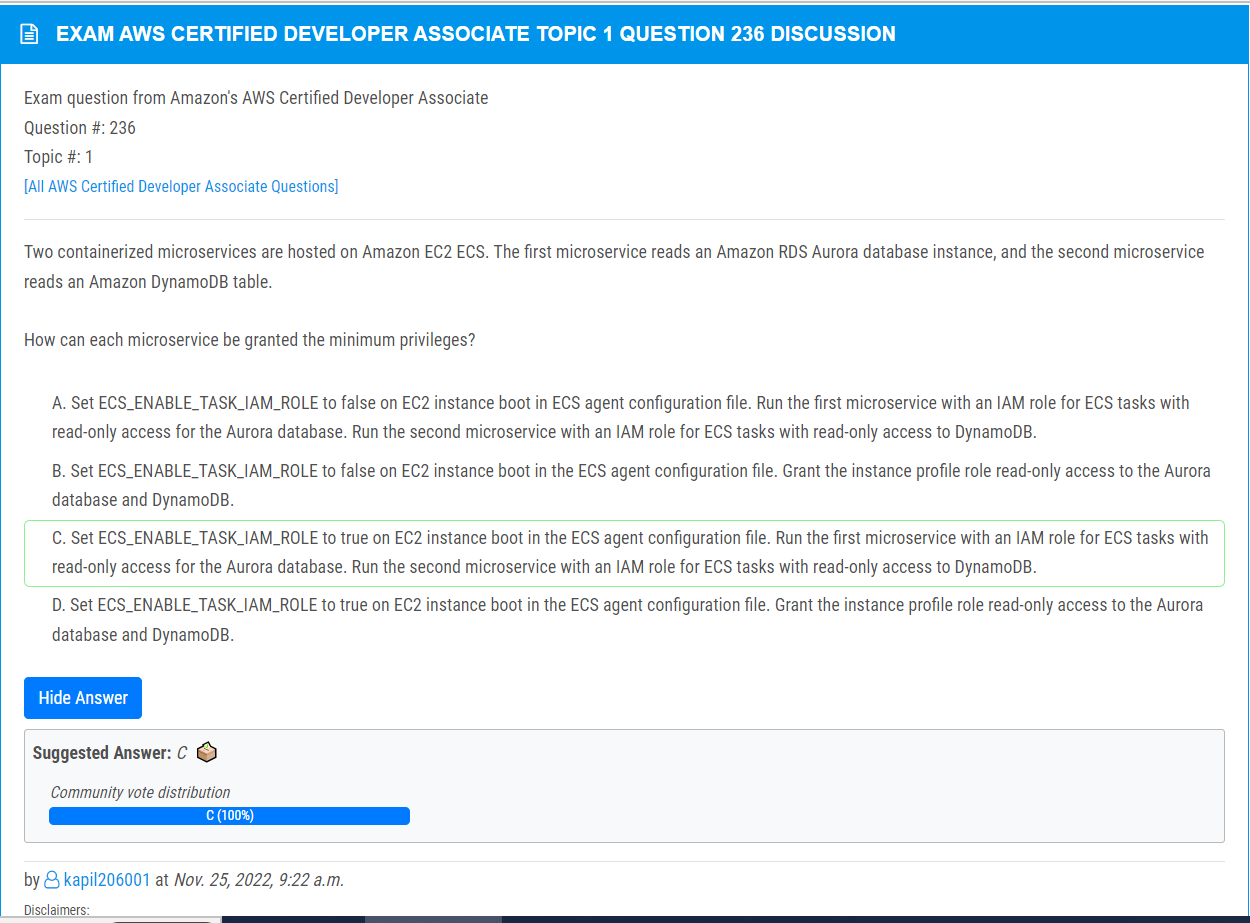 EXAM AWS CERTIFIED DEVELOPER ASSOCIATE TOPIC 1 QUESTION 236 DISCUSSION
Exam question from Amazon's AWS Certified Developer Associate
Question #: 236
Topic #: 1
[All AWS Certified Developer Associate Questions]
Two containerized microservices are hosted on Amazon EC2 ECS. The first microservice reads an Amazon RDS Aurora database instance, and the second microservice
reads an Amazon DynamoDB table.
How can each microservice be granted the minimum privileges?
A. Set ECS_ENABLE_TASK_IAM_ROLE to false on EC2 instance boot in ECS agent configuration file. Run the first microservice with an IAM role for ECS tasks with
read-only access for the Aurora database. Run the second microservice with an IAM role for ECS tasks with read-only access to DynamoDB.
B. Set ECS_ENABLE_TASK_IAM_ROLE to false on EC2 instance boot in the ECS agent configuration file. Grant the instance profile role read-only access to the Aurora
database and DynamoDB.
C. Set ECS_ENABLE_TASK_IAM_ROLE to true on EC2 instance boot in the ECS agent configuration file. Run the first microservice with an IAM role for ECS tasks with
read-only access for the Aurora database. Run the second microservice with an IAM role for ECS tasks with read-only access to DynamoDB.
D. Set ECS_ENABLE_TASK_IAM_ROLE to true on EC2 instance boot in the ECS agent configuration file. Grant the instance profile role read-only access to the Aurora
database and DynamoDB.
Hide Answer
Suggested Answer: C
Community vote distribution
C (100%)
by kapil206001 at Nov. 25, 2022, 9:22 a.m.
Disclaimers: